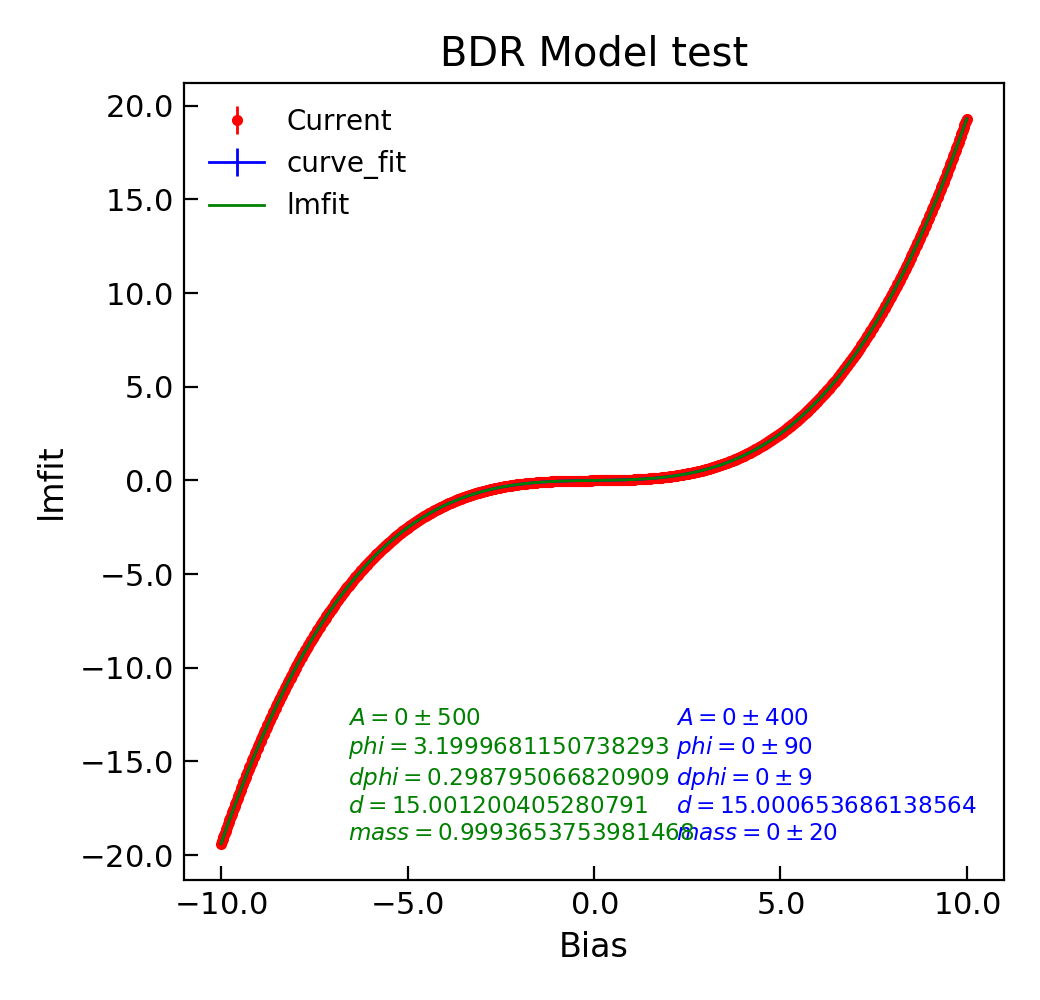 BDR Model test
20.0
15.0
10.0
5.0
0.0
−5.0
−10.0
−15.0
−20.0
lmfit
Current
curve_fit
lmfit
A = 0 ± 500
phi = 3.1999681150738293
dphi = 0.298795066820909
d = 15.001200405280791
mass = 0.9993653753981468
A = 0 ± 400
phi = 0 ± 90
dphi = 0 ± 9
d = 15.000653686138564
mass = 0 ± 20
−10.0 −5.0 0.0 5.0 10.0
Bias